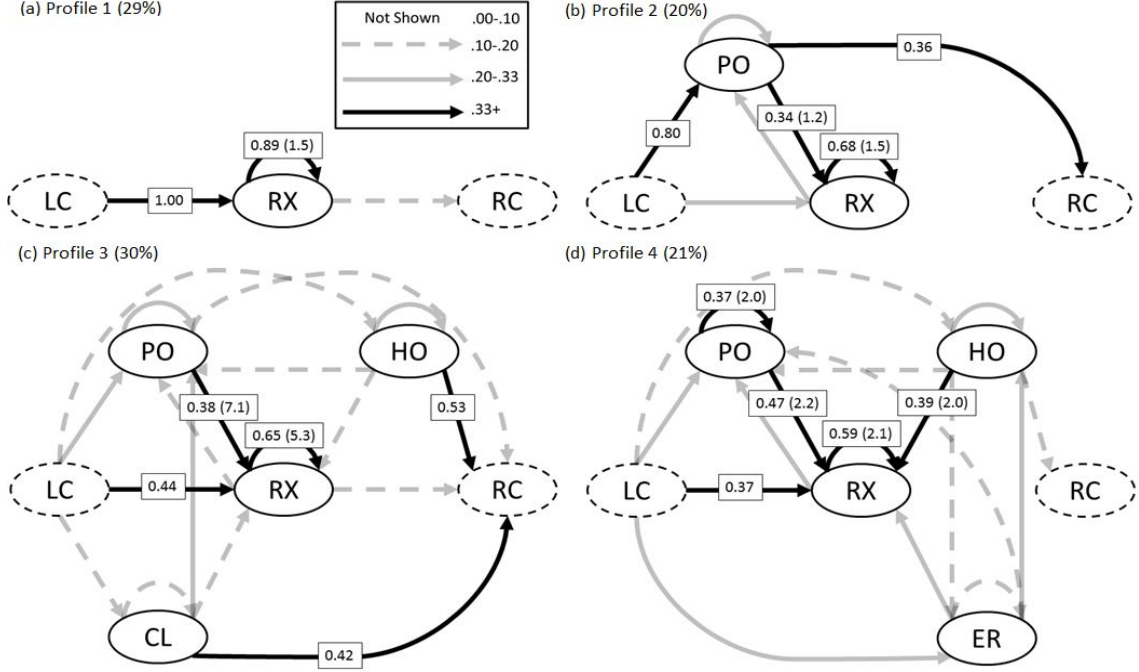 (a) Profile 1 (29%)
Not Shown .00-.10
.10-.20
.20-.33
.33+
LC
1.00
0.89 (1.5)
RX
RC
(b) Profile 2 (20%)
PO
0.36
0.80
0.34 (1.2)
0.68 (1.5)
LC
RX
RC
(c) Profile 3 (30%)
PO
HO
0.38 (7.1)
0.53
0.65 (5.3)
LC
0.44
RX
RC
CL
0.42
(d) Profile 4 (21%)
0.37 (2.0)
PO
HO
0.47 (2.2)
0.39 (2.0)
0.59 (2.1)
LC
0.37
RX
RC
ER